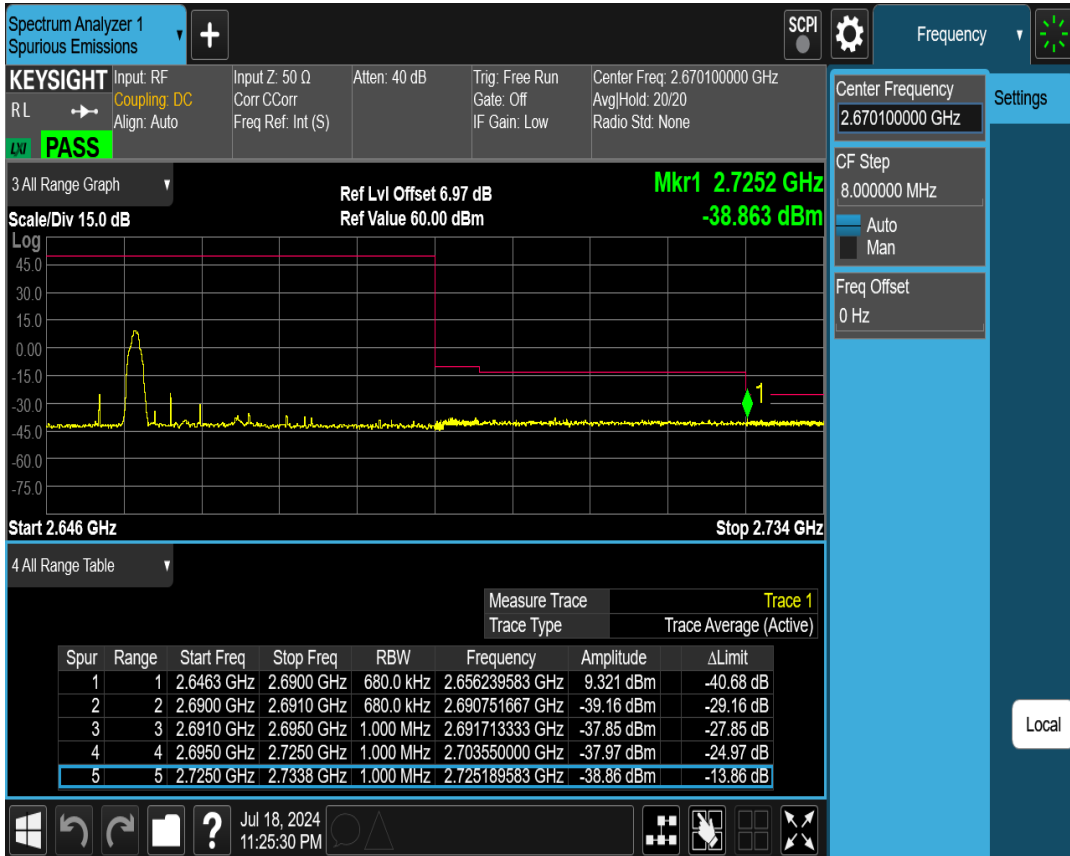 Spectrum Analyzer 1
Spurious Emissions
+
SCPI
Frequency
KEYSIGHT
RL
LXI
PASS
Input: RF
Coupling: DC
Align: Auto
Input Z: 50 Ω
Corr CCorr
Freq Ref: Int (S)
Atten: 40 dB
Trig: Free Run
Gate: Off
IF Gain: Low
Center Freq: 2.670100000 GHz
Avg|Hold: 20/20
Radio Std: None
Center Frequency
2.670100000 GHz
Settings
CF Step
8.000000 MHz
Auto
Man
Freq Offset
0 Hz
Local
3 All Range Graph
Scale/Div 15.0 dB
Ref Lvl Offset 6.97 dB
Ref Value 60.00 dBm
Mkr1 2.7252 GHz
-38.863 dBm
Log
45.0
30.0
15.0
0.00
-15.0
-30.0
-45.0
-60.0
-75.0
1
Start 2.646 GHz Stop 2.734 GHz
4 All Range Table
Measure Trace Trace 1
Trace Type Trace Average (Active)
Spur Range Start Freq Stop Freq RBW Frequency Amplitude ΔLimit
1 1 2.6463 GHz 2.6900 GHz 680.0 kHz 2.656239583 GHz 9.321 dBm -40.68 dB
2 2 2.6900 GHz 2.6910 GHz 680.0 kHz 2.690751667 GHz -39.16 dBm -29.16 dB
3 3 2.6910 GHz 2.6950 GHz 1.000 MHz 2.691713333 GHz -37.85 dBm -27.85 dB
4 4 2.6950 GHz 2.7250 GHz 1.000 MHz 2.703550000 GHz -37.97 dBm -24.97 dB
5 5 2.7250 GHz 2.7338 GHz 1.000 MHz 2.725189583 GHz -38.86 dBm -13.86 dB
?
Jul 18, 2024
11:25:30 PM